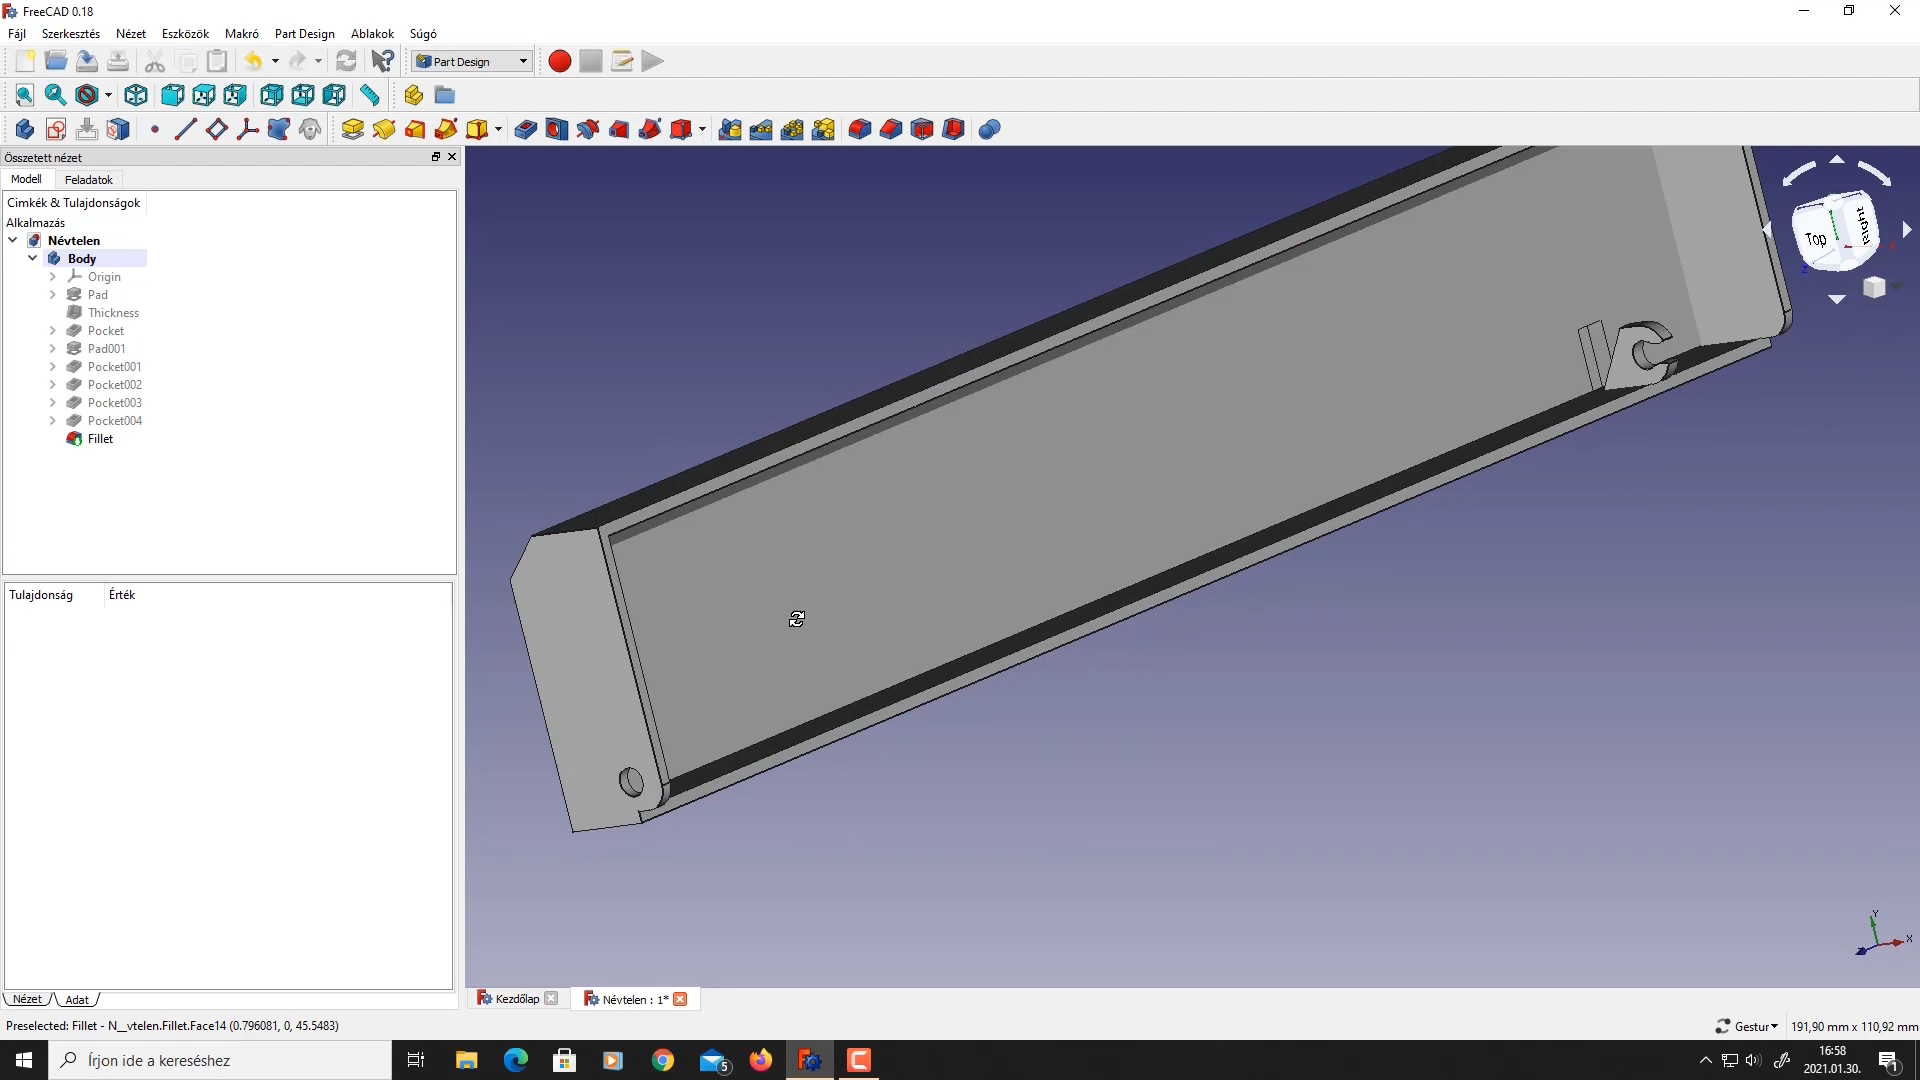 FreeCAD 0.18
Fájl Szerkesztés Nézet Eszközök Makró Part Design Ablakok Súgó
Part Design
Összetett nézet
Modell Feladatok
Cimkék & Tulajdonságok
Alkalmazás
Névtelen
Body
Origin
Pad
Thickness
Pocket
Pad001
Pocket001
Pocket002
Pocket003
Pocket004
Fillet
Top Right
X
Z
Tulajdonság Érték
Y
X
Nézet Adat
Kezdőlap Névtelen : 1*
Preselected: Fillet - N__vtelen.Fillet.Face14 (0.796081, 0, 45.5483)
Gestur 191,90 mm x 110,92 mm
Írjon ide a kereséshez
5
16:58
2021.01.30.
1